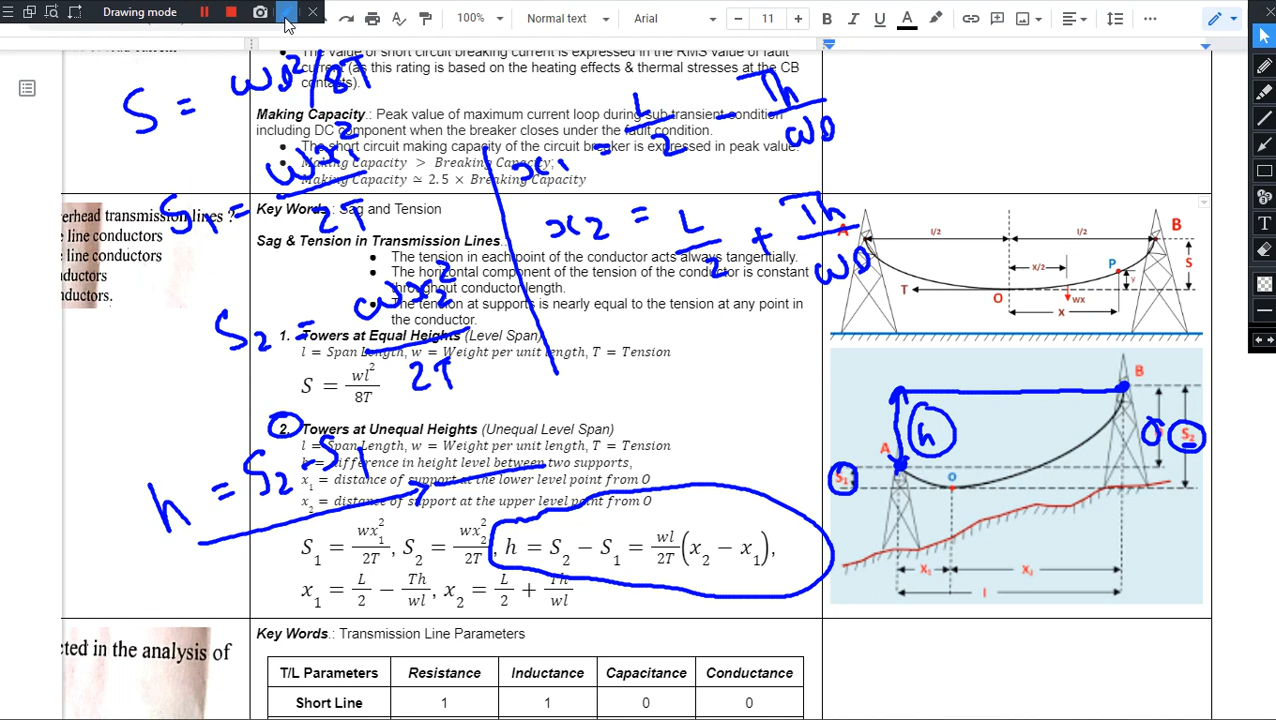 Drawing mode
100%
Normal text
Arial
11
B I U A
The value of short circuit breaking current is expressed in the RMS value of fault
current (as this rating is based on the heating effects & thermal stresses at the CB
contacts).
Making Capacity.: Peak value of maximum current loop during sub transient condition
including DC component when the breaker closes under the fault condition.
The short circuit making capacity of the circuit breaker is expressed in peak value.
Making Capacity > Breaking Capacity;
Making Capacity ≃ 2.5 × Breaking Capacity
S =
S1 =
2T
x1 = L/2 - Th/
x2 = L/2 + Th/
S2 =
2T
h = S2 - S1
erhead transmission lines ?
e line conductors
e line conductors
nductors.
Key Words.: Sag and Tension
Sag & Tension in Transmission Lines.
The tension in each point of the conductor acts always tangentially.
The horizontal component of the tension of the conductor is constant
throughout conductor length.
The tension at supports is nearly equal to the tension at any point in
the conductor.
1. Towers at Equal Heights (Level Span)
l = Span Length, w = Weight per unit length, T = Tension
S = wl²/8T
2. Towers at Unequal Heights (Unequal Level Span)
l = Span Length, w = Weight per unit length, T = Tension
difference in height level between two supports,
x1 = distance of support at the lower level point from O
x2 = distance of support at the upper level point from O
S1 = wx1²/2T, S2 = wx2²/2T, h = S2 − S1 = wl/2T (x2 − x1),
x1 = L/2 − Th/wl, x2 = L/2 + Th/wl
A
B
l/2
l/2
x/2
P
S
y
T
O
wx
x
B
h
A
S2
S1
O
X1
X2
l
cted in the analysis of
Key Words.: Transmission Line Parameters
T/L Parameters Resistance Inductance Capacitance Conductance
Short Line 1 1 0 0